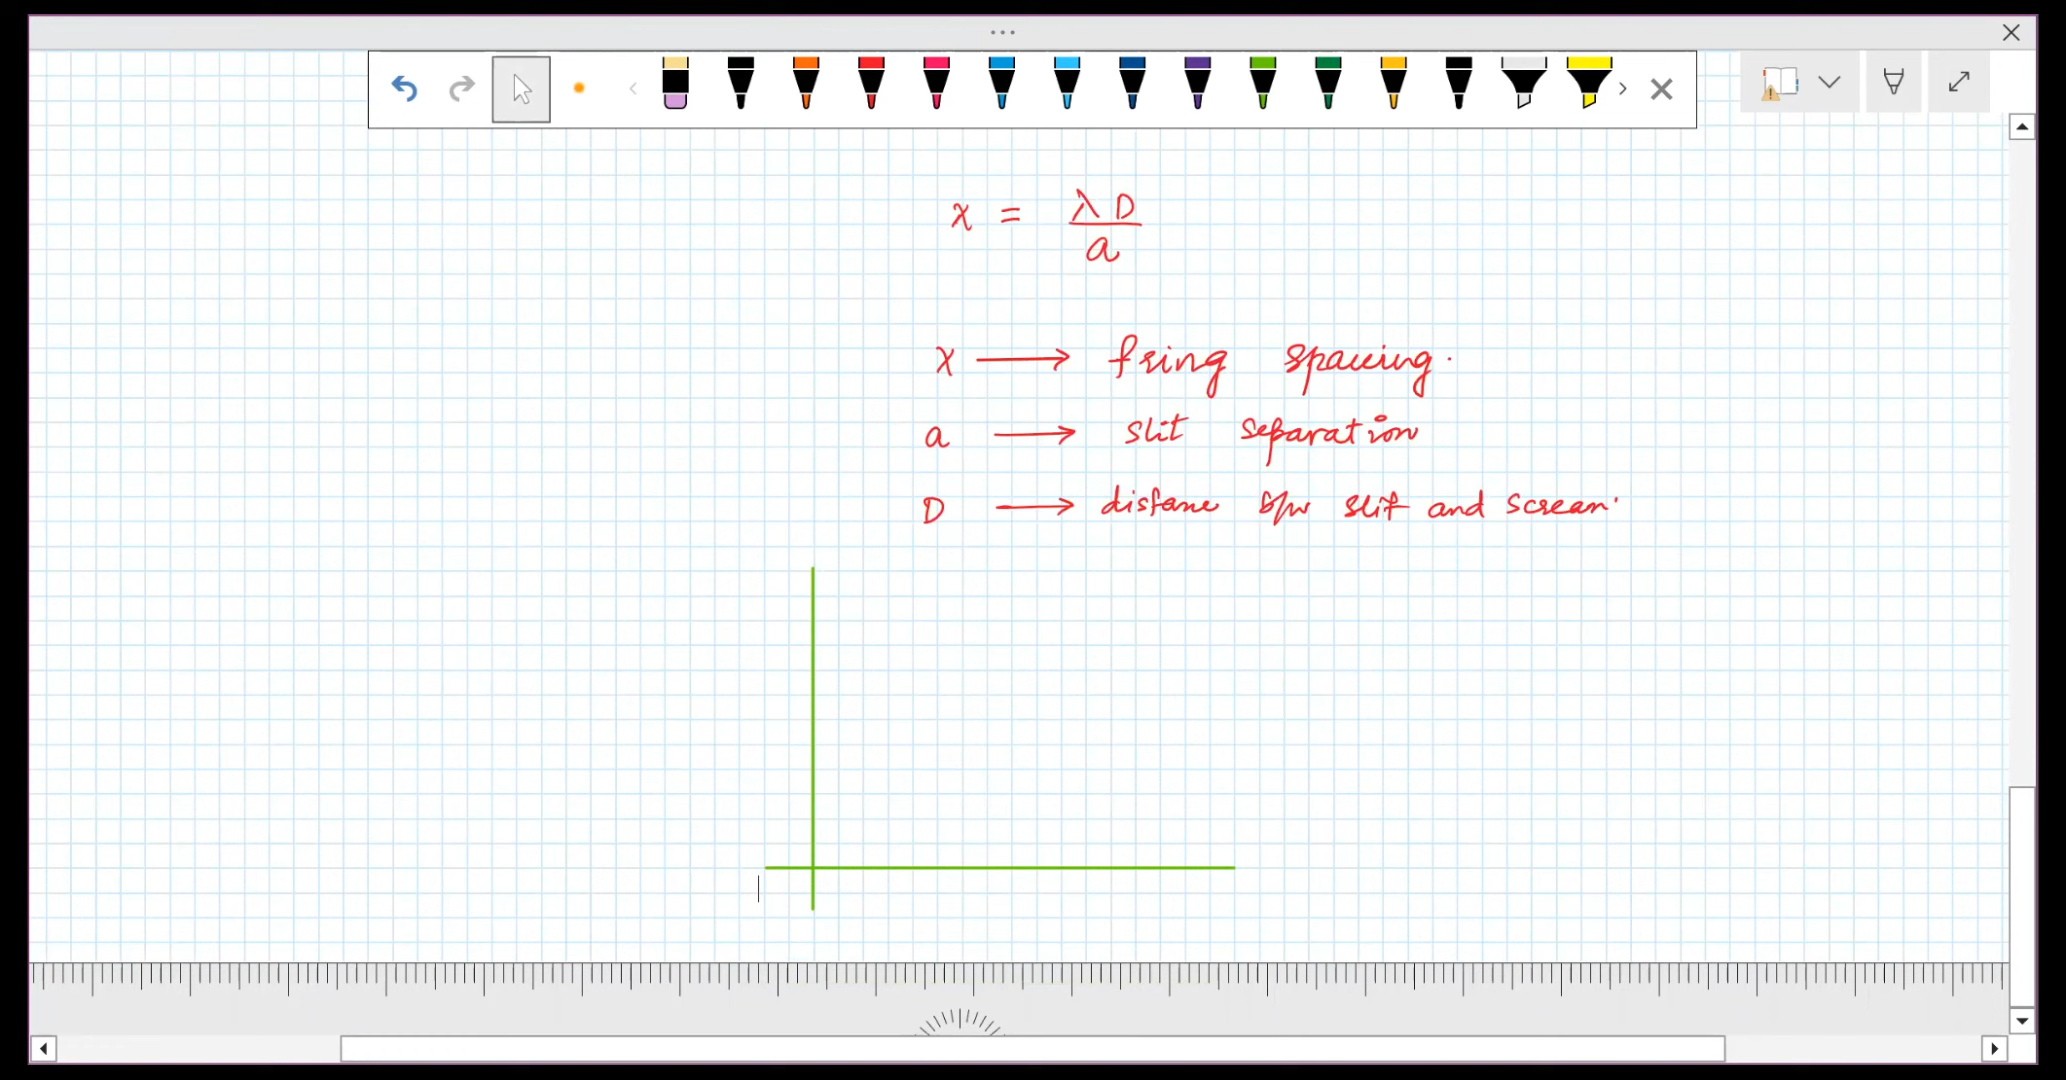 x = λD/a
x → fring spacing.
a → slit separation
D → distane b/w slit and screan.